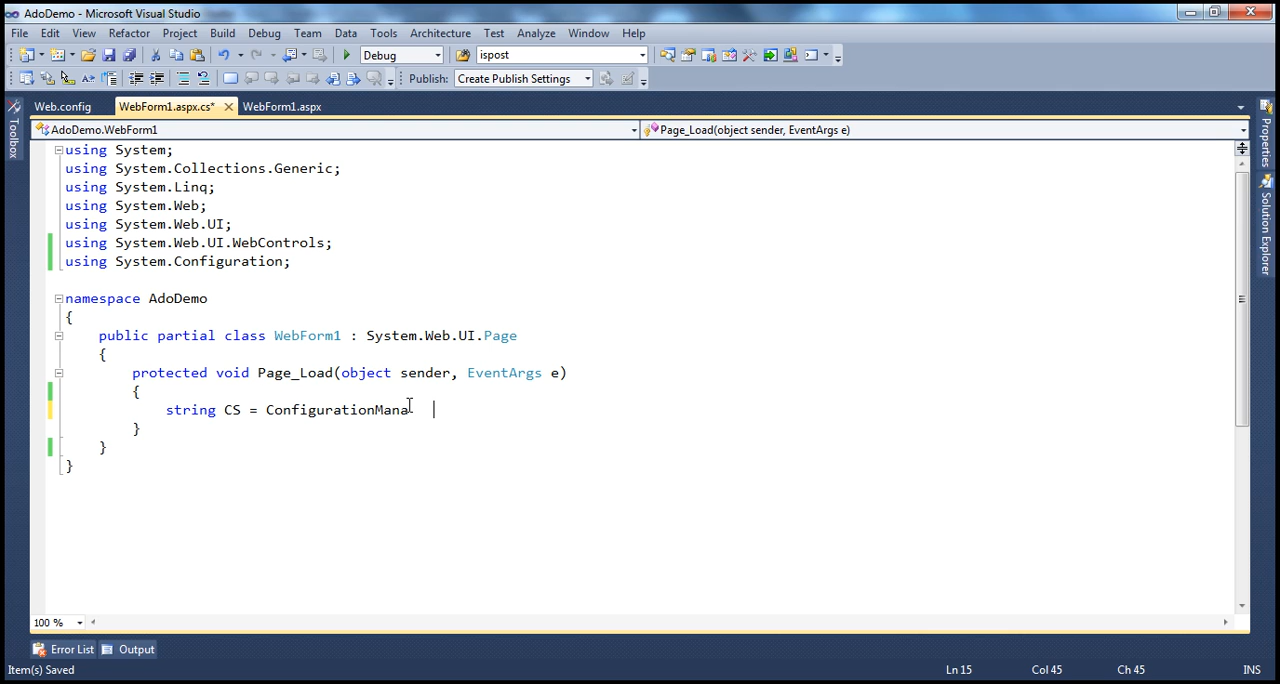 AdoDemo - Microsoft Visual Studio
File Edit View Refactor Project Build Debug Team Data Tools Architecture Test Analyze Window Help
Debug ispost
Publish: Create Publish Settings
Web.config WebForm1.aspx.cs* WebForm1.aspx
AdoDemo.WebForm1 Page_Load(object sender, EventArgs e)
Toolbox
Properties
Solution Explorer
using System;
using System.Collections.Generic;
using System.Linq;
using System.Web;
using System.Web.UI;
using System.Web.UI.WebControls;
using System.Configuration;
namespace AdoDemo
{
public partial class WebForm1 : System.Web.UI.Page
{
protected void Page_Load(object sender, EventArgs e)
{
string CS = ConfigurationMana
}
}
}
100 %
Error List Output
Item(s) Saved Ln 15 Col 45 Ch 45 INS